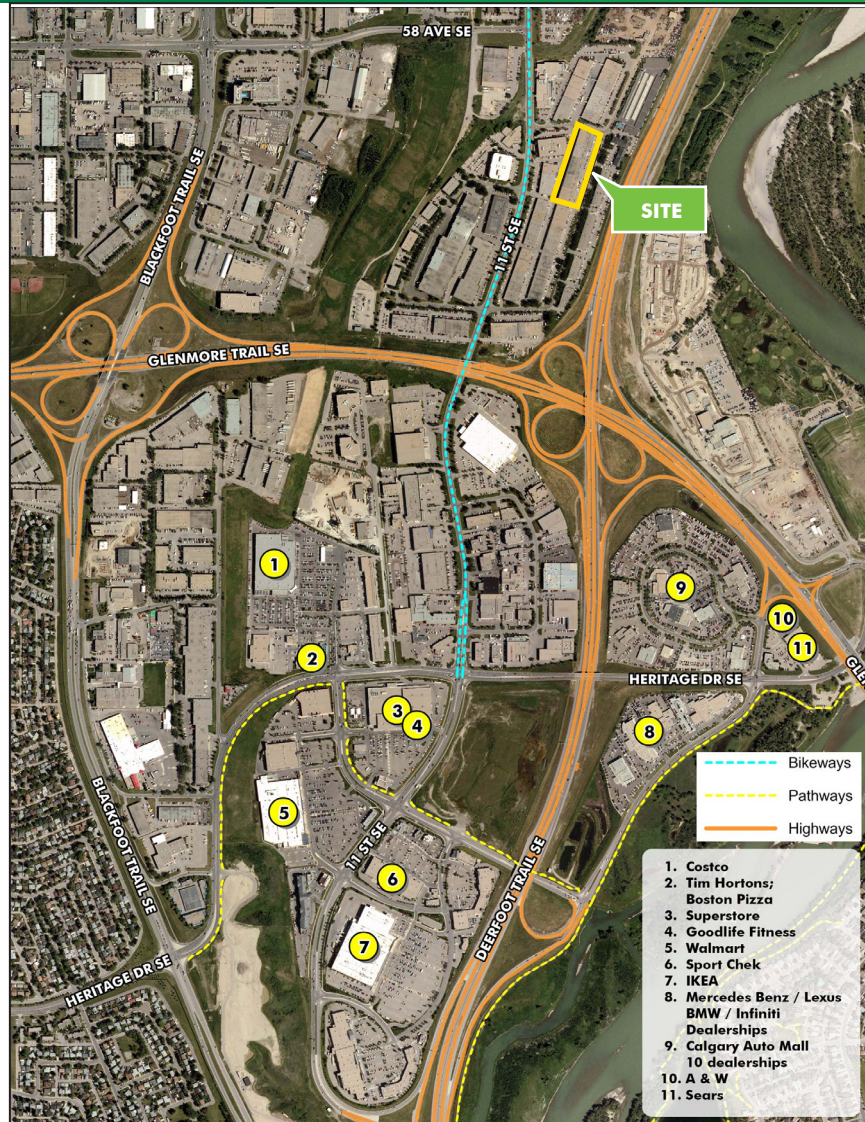 58 AVE SE
BLACKFOOT TRAIL SE
11 ST SE
SITE
GLENMORE TRAIL SE
1
9
10
11
2
HERITAGE DR SE
3
4
8
BLACKFOOT TRAIL SE
5
11 ST SE
6
DEERFOOT TRAIL SE
7
HERITAGE DR SE
Bikeways
Pathways
Highways
1. Costco
2. Tim Hortons;
Boston Pizza
3. Superstore
4. Goodlife Fitness
5. Walmart
6. Sport Chek
7. IKEA
8. Mercedes Benz / Lexus
BMW / Infiniti
Dealerships
9. Calgary Auto Mall
10 dealerships
10. A & W
11. Sears